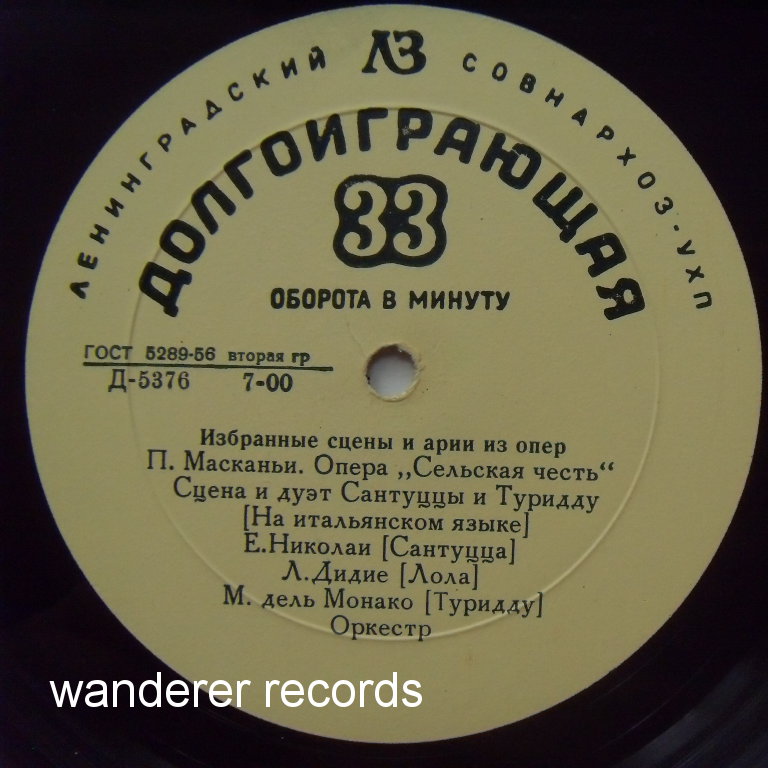 ЛЕНИНГРАДСКИЙ ЛЗ СОВНАРХОЗ-УХП
ДОЛГОИГРАЮЩАЯ
33
ОБОРОТА В МИНУТУ
ГОСТ 5289-56 вторая гр
Д-5376 7-00
Избранные сцены и арии из опер
П. Масканьи. Опера „Сельская честь“
Сцена и дуэт Сантуццы и Туридду
[На итальянском языке]
Е.Николаи [Сантуцца]
Л.Дидие [Лола]
М. дель Монако [Туридду]
Оркестр
wanderer records